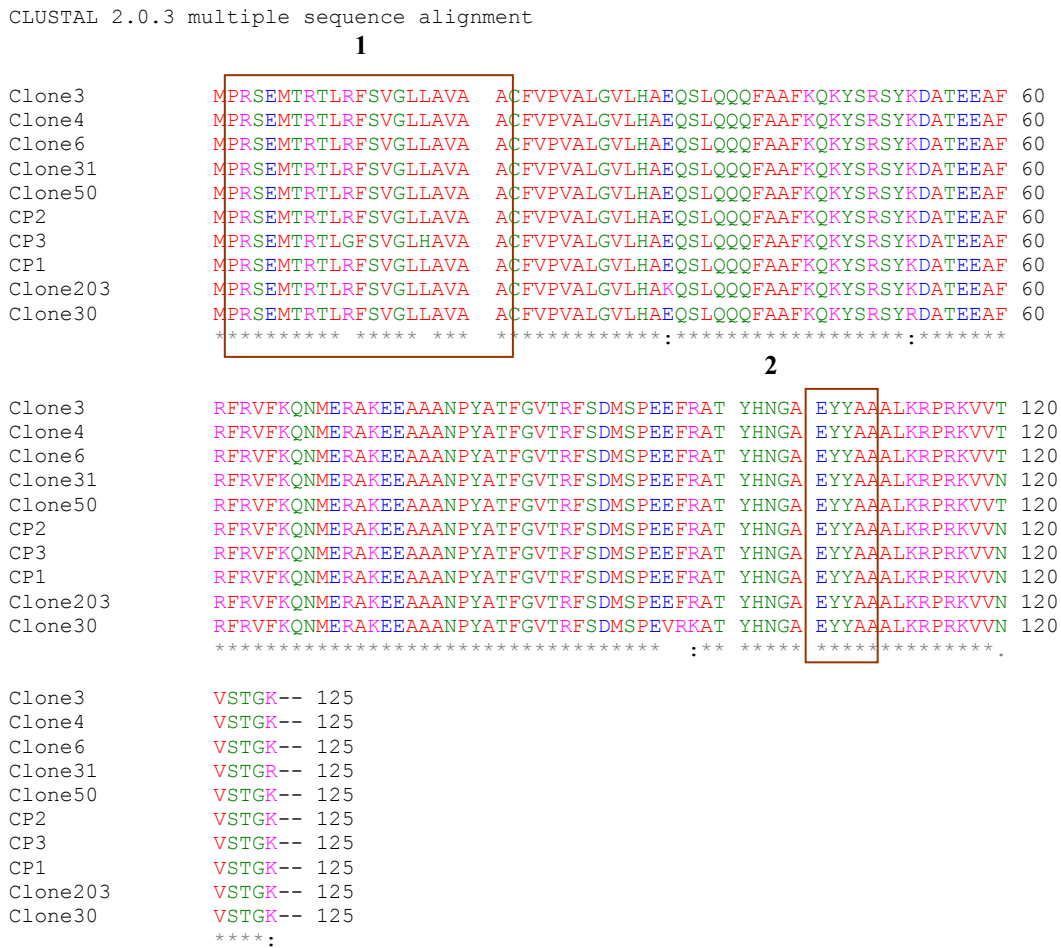 CLUSTAL 2.0.3 multiple sequence alignment
1
Clone3 MPRSEMTRTLRFSVGLLAVA ACFVPVALGVLHAEQSLQQQFAAFKQKYSRSYKDATEEAF 60
Clone4 MPRSEMTRTLRFSVGLLAVA ACFVPVALGVLHAEQSLQQQFAAFKQKYSRSYKDATEEAF 60
Clone6 MPRSEMTRTLRFSVGLLAVA ACFVPVALGVLHAEQSLQQQFAAFKQKYSRSYKDATEEAF 60
Clone31 MPRSEMTRTLRFSVGLLAVA ACFVPVALGVLHAEQSLQQQFAAFKQKYSRSYKDATEEAF 60
Clone50 MPRSEMTRTLRFSVGLLAVA ACFVPVALGVLHAEQSLQQQFAAFKQKYSRSYKDATEEAF 60
CP2 MPRSEMTRTLRFSVGLLAVA ACFVPVALGVLHAEQSLQQQFAAFKQKYSRSYKDATEEAF 60
CP3 MPRSEMTRTLGFSVGLHAVA ACFVPVALGVLHAEQSLQQQFAAFKQKYSRSYKDATEEAF 60
CP1 MPRSEMTRTLRFSVGLLAVA ACFVPVALGVLHAEQSLQQQFAAFKQKYSRSYKDATEEAF 60
Clone203 MPRSEMTRTLRFSVGLLAVA ACFVPVALGVLHAKQSLQQQFAAFKQKYSRSYKDATEEAF 60
Clone30 MPRSEMTRTLRFSVGLLAVA ACFVPVALGVLHAEQSLQQQFAAFKQKYSRSYRDATEEAF 60
********** ***** *** *************:*******************:*******
2
Clone3 RFRVFKQNMERAKEEAAANPYATFGVTRFSDMSPEEFRAT YHNGA EYYAAALKRPRKVVT 120
Clone4 RFRVFKQNMERAKEEAAANPYATFGVTRFSDMSPEEFRAT YHNGA EYYAAALKRPRKVVT 120
Clone6 RFRVFKQNMERAKEEAAANPYATFGVTRFSDMSPEEFRAT YHNGA EYYAAALKRPRKVVT 120
Clone31 RFRVFKQNMERAKEEAAANPYATFGVTRFSDMSPEEFRAT YHNGA EYYAAALKRPRKVVN 120
Clone50 RFRVFKQNMERAKEEAAANPYATFGVTRFSDMSPEEFRAT YHNGA EYYAAALKRPRKVVT 120
CP2 RFRVFKQNMERAKEEAAANPYATFGVTRFSDMSPEEFRAT YHNGA EYYAAALKRPRKVVN 120
CP3 RFRVFKQNMERAKEEAAANPYATFGVTRFSDMSPEEFRAT YHNGA EYYAAALKRPRKVVN 120
CP1 RFRVFKQNMERAKEEAAANPYATFGVTRFSDMSPEEFRAT YHNGA EYYAAALKRPRKVVN 120
Clone203 RFRVFKQNMERAKEEAAANPYATFGVTRFSDMSPEEFRAT YHNGA EYYAAALKRPRKVVN 120
Clone30 RFRVFKQNMERAKEEAAANPYATFGVTRFSDMSPEVRKAT YHNGA EYYAAALKRPRKVVN 120
*********************************** :** ***** **************.
Clone3 VSTGK-- 125
Clone4 VSTGK-- 125
Clone6 VSTGK-- 125
Clone31 VSTGR-- 125
Clone50 VSTGK-- 125
CP2 VSTGK-- 125
CP3 VSTGK-- 125
CP1 VSTGK-- 125
Clone203 VSTGK-- 125
Clone30 VSTGK-- 125
****: